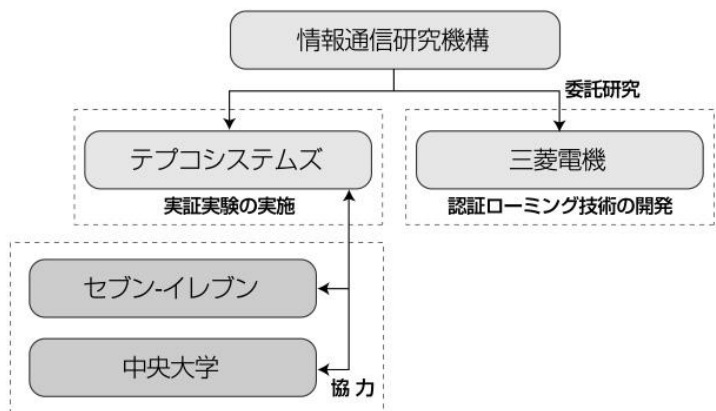 情報通信研究機構
委託研究
テプコシステムズ
三菱電機
実証実験の実施
認証ローミング技術の開発
セブン-イレブン
中央大学
協 力